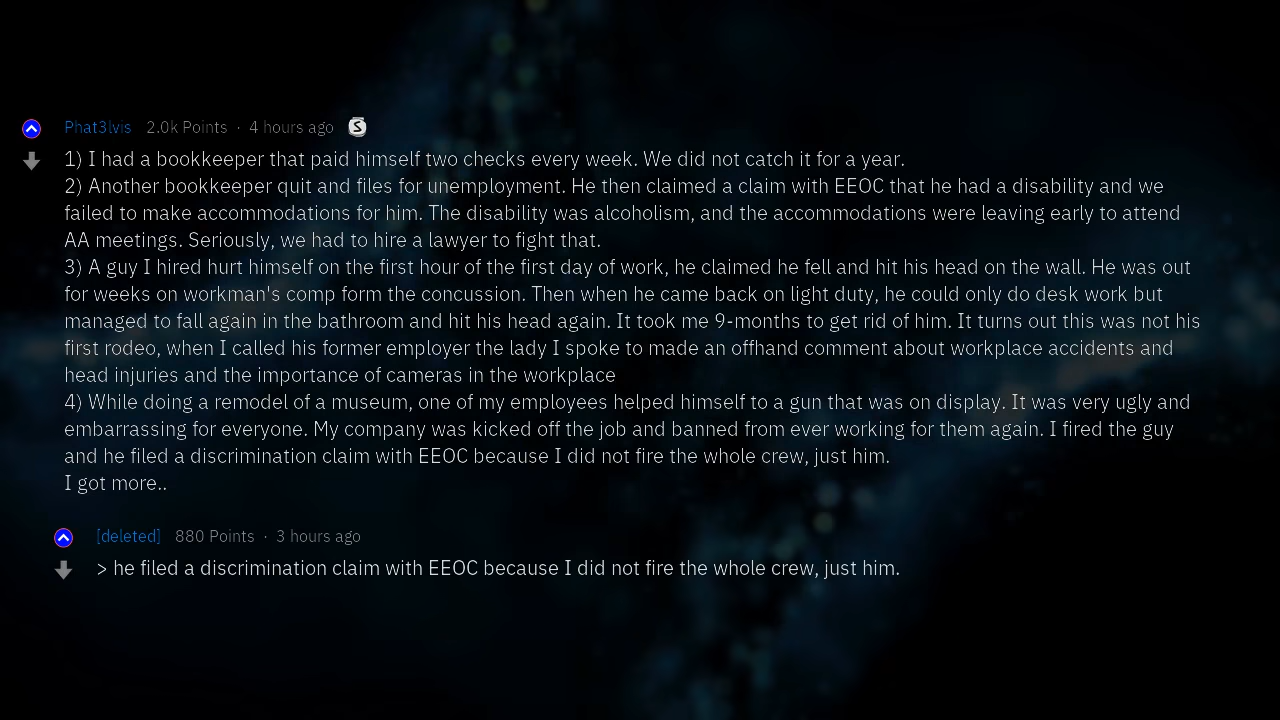 Phat3lvis 2.0k Points · 4 hours ago S
1) I had a bookkeeper that paid himself two checks every week. We did not catch it for a year.
2) Another bookkeeper quit and files for unemployment. He then claimed a claim with EEOC that he had a disability and we
failed to make accommodations for him. The disability was alcoholism, and the accommodations were leaving early to attend
AA meetings. Seriously, we had to hire a lawyer to fight that.
3) A guy I hired hurt himself on the first hour of the first day of work, he claimed he fell and hit his head on the wall. He was out
for weeks on workman's comp form the concussion. Then when he came back on light duty, he could only do desk work but
managed to fall again in the bathroom and hit his head again. It took me 9-months to get rid of him. It turns out this was not his
first rodeo, when I called his former employer the lady I spoke to made an offhand comment about workplace accidents and
head injuries and the importance of cameras in the workplace
4) While doing a remodel of a museum, one of my employees helped himself to a gun that was on display. It was very ugly and
embarrassing for everyone. My company was kicked off the job and banned from ever working for them again. I fired the guy
and he filed a discrimination claim with EEOC because I did not fire the whole crew, just him.
I got more..
[deleted] 880 Points · 3 hours ago
> he filed a discrimination claim with EEOC because I did not fire the whole crew, just him.